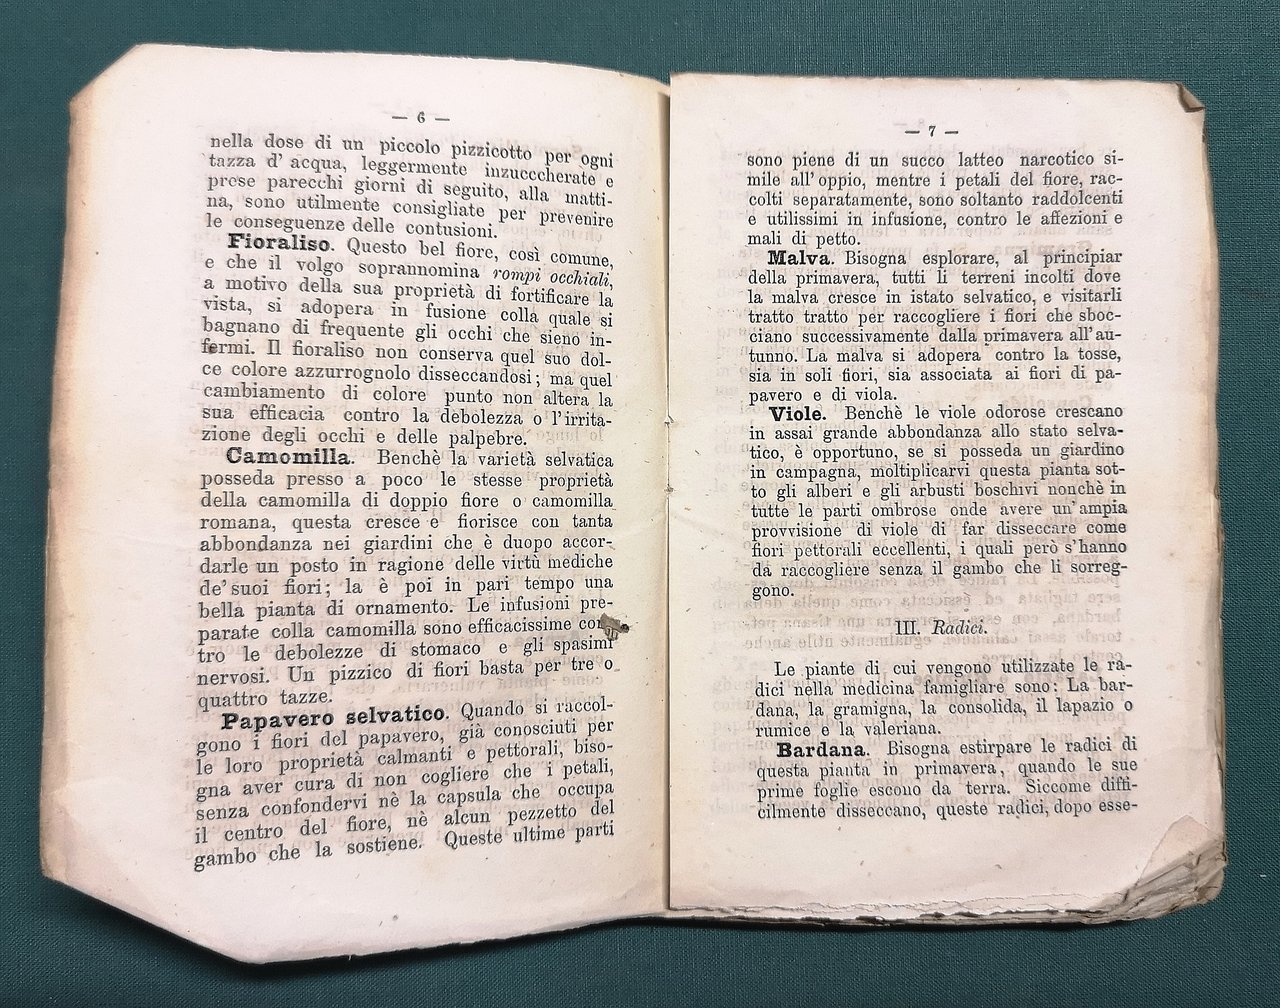 — 6 —
nella dose di un piccolo pizzicotto per ogni
tazza d' acqua, leggermente inzuccherate e
prese parecchi giorni di seguito, alla matti-
na, sono utilmente consigliate per prevenire
le conseguenze delle contusioni.
Fioraliso. Questo bel fiore, così comune,
e che il volgo soprannomina rompi occhiali,
a motivo della sua proprietà di fortificare la
vista, si adopera in fusione colla quale si
bagnano di frequente gli occhi che sieno in-
fermi. Il fioraliso non conserva quel suo dol-
ce colore azzurrognolo disseccandosi; ma quel
cambiamento di colore punto non altera la
sua efficacia contro la debolezza o l'irrita-
zione degli occhi e delle palpebre.
Camomilla. Benchè la varietà selvatica
posseda presso a poco le stesse proprietà
della camomilla di doppio fiore o camomilla
romana, questa cresce e fiorisce con tanta
abbondanza nei giardini che è duopo accor-
darle un posto in ragione delle virtù mediche
de' suoi fiori; la è poi in pari tempo una
bella pianta di ornamento. Le infusioni pre-
parate colla camomilla sono efficacissime con-
tro le debolezze di stomaco e gli spasimi
nervosi. Un pizzico di fiori basta per tre o
quattro tazze.
Papavero selvatico. Quando si raccol-
gono i fiori del papavero, già conosciuti per
le loro proprietà calmanti e pettorali, biso-
gna aver cura di non cogliere che i petali,
senza confondervi nè la capsula che occupa
il centro del fiore, nè alcun pezzetto del
gambo che la sostiene. Queste ultime parti
— 7 —
sono piene di un succo latteo narcotico si-
mile all' oppio, mentre i petali del fiore, rac-
colti separatamente, sono soltanto raddolcenti
e utilissimi in infusione, contro le affezioni e
mali di petto.
Malva. Bisogna esplorare, al principiar
della primavera, tutti li terreni incolti dove
la malva cresce in istato selvatico, e visitarli
tratto tratto per raccogliere i fiori che sboc-
ciano successivamente dalla primavera all'au-
tunno. La malva si adopera contro la tosse,
sia in soli fiori, sia associata ai fiori di pa-
pavero e di viola.
Viole. Benchè le viole odorose crescano
in assai grande abbondanza allo stato selva-
tico, è opportuno, se si posseda un giardino
in campagna, moltiplicarvi questa pianta sot-
to gli alberi e gli arbusti boschivi nonchè in
tutte le parti ombrose onde avere un' ampia
provvisione di viole di far disseccare come
fiori pettorali eccellenti, i quali però s'hanno
da raccogliere senza il gambo che li sorreg-
gono.
III. Radici.
Le piante di cui vengono utilizzate le ra-
dici nella medicina famigliare sono: La bar-
dana, la gramigna, la consolida, il lapazio o
rumice e la valeriana.
Bardana. Bisogna estirpare le radici di
questa pianta in primavera, quando le sue
prime foglie escono da terra. Siccome diffi-
cilmente disseccano, queste radici, dopo esse-